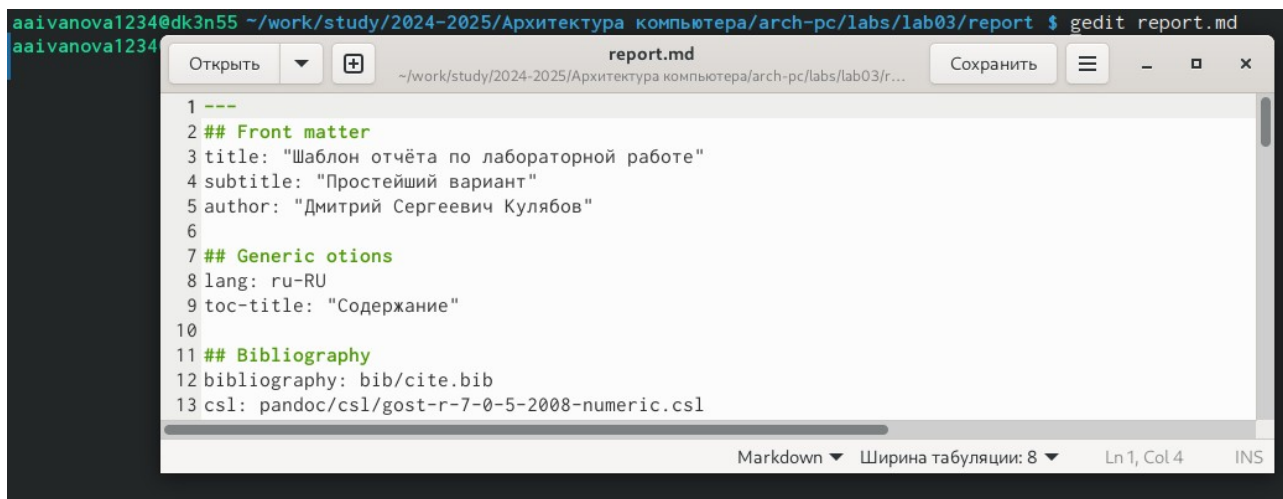 aaivanova1234@dk3n55 ~/work/study/2024-2025/Архитектура компьютера/arch-pc/labs/lab03/report $ gedit report.md
aaivanova1234
Открыть
report.md
~/work/study/2024-2025/Архитектура компьютера/arch-pc/labs/lab03/r...
Сохранить
1 ---
2 ## Front matter
3 title: "Шаблон отчёта по лабораторной работе"
4 subtitle: "Простейший вариант"
5 author: "Дмитрий Сергеевич Кулябов"
6
7 ## Generic otions
8 lang: ru-RU
9 toc-title: "Содержание"
10
11 ## Bibliography
12 bibliography: bib/cite.bib
13 csl: pandoc/csl/gost-r-7-0-5-2008-numeric.csl
Markdown Ширина табуляции: 8 Ln 1, Col 4 INS